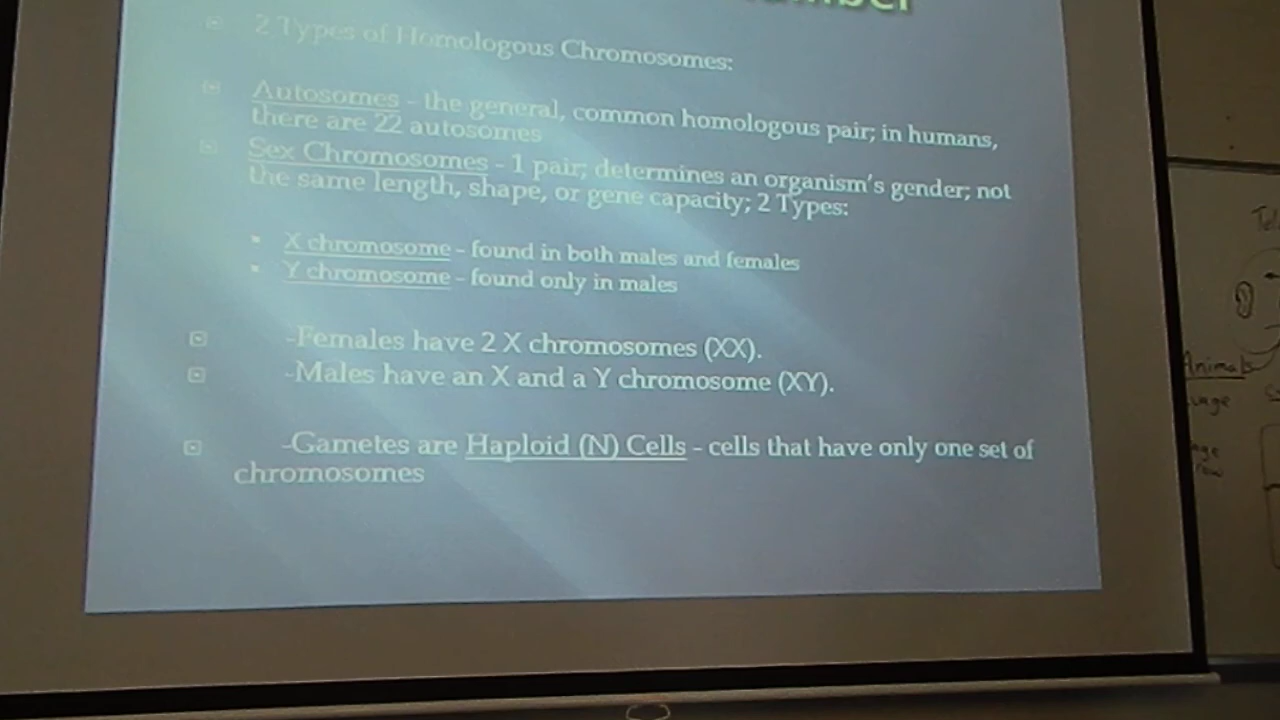 2 Types of Homologous Chromosomes:
Autosomes - the general, common homologous pair; in humans,
there are 22 autosomes
Sex Chromosomes - 1 pair; determines an organism's gender; not
the same length, shape, or gene capacity; 2 Types:
X chromosome - found in both males and females
Y chromosome - found only in males
-Females have 2 X chromosomes (XX).
-Males have an X and a Y chromosome (XY).
-Gametes are Haploid (N) Cells - cells that have only one set of
chromosomes
Animals